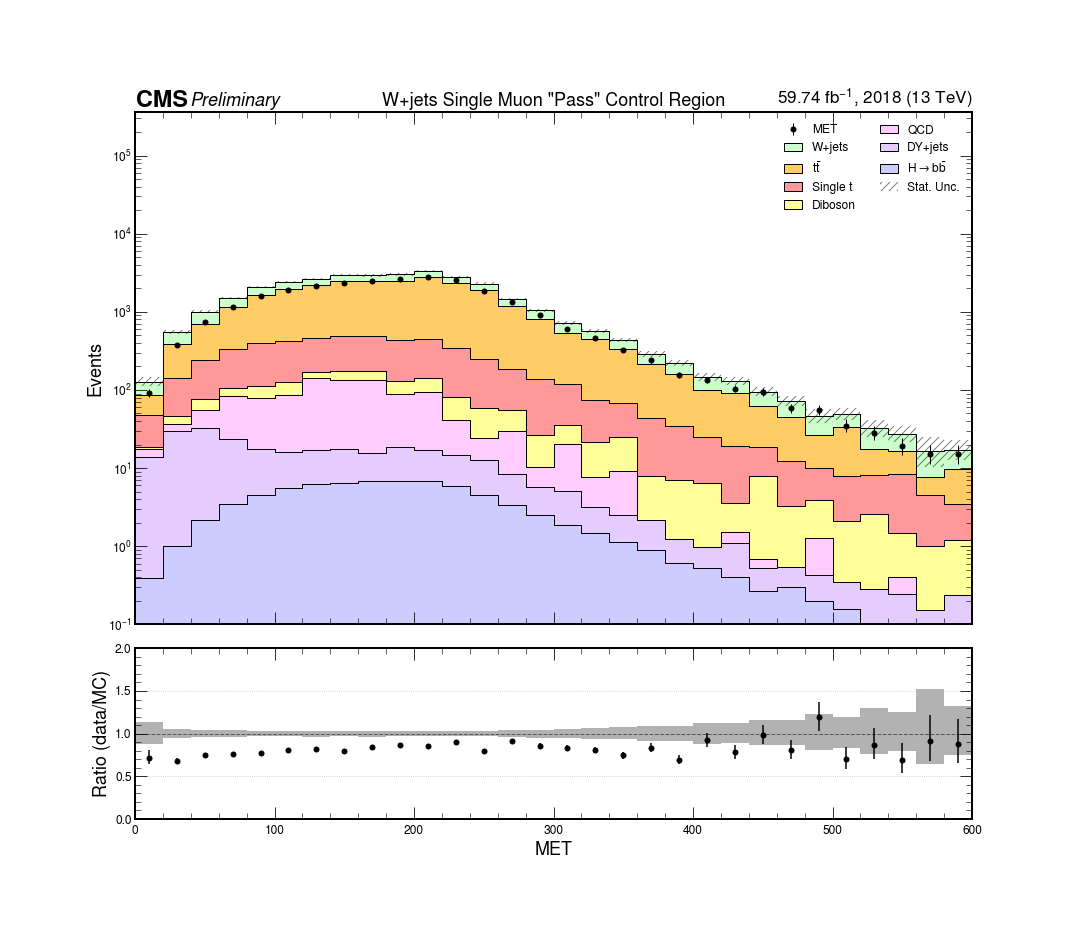 CMS Preliminary W+jets Single Muon "Pass" Control Region 59.74 fb⁻¹, 2018 (13 TeV)
MET QCD
W+jets DY+jets
tt̄ H→bb̄
Single t Stat. Unc.
Diboson
10⁵
10⁴
10³
10²
10¹
10⁰
10⁻¹
Events
2.0
1.5
1.0
0.5
0.0
Ratio (data/MC)
0 100 200 300 400 500 600
MET